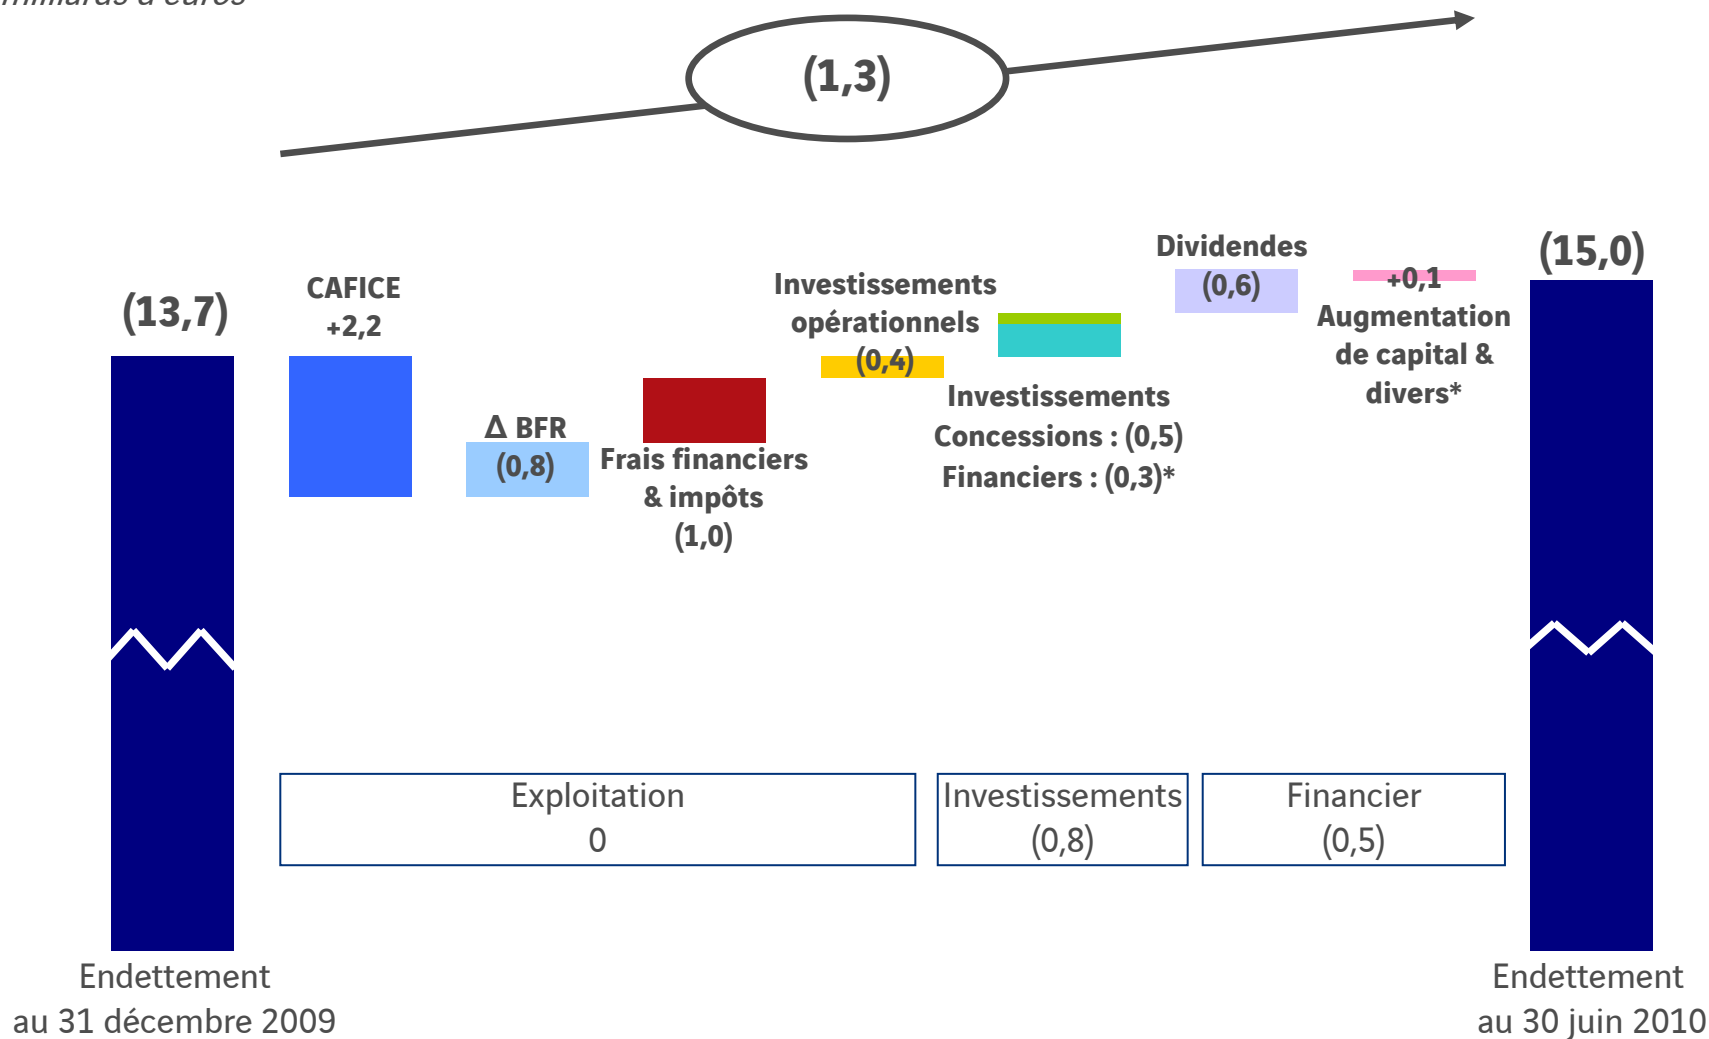 milliards d'euros
(1,3)
(13,7)
CAFICE
+2,2
Δ BFR
(0,8)
Frais financiers
& impôts
(1,0)
Investissements
opérationnels
(0,4)
Investissements
Concessions : (0,5)
Financiers : (0,3)*
Dividendes
(0,6)
+0,1
Augmentation
de capital &
divers*
(15,0)
Exploitation
0
Investissements
(0,8)
Financier
(0,5)
Endettement
au 31 décembre 2009
Endettement
au 30 juin 2010